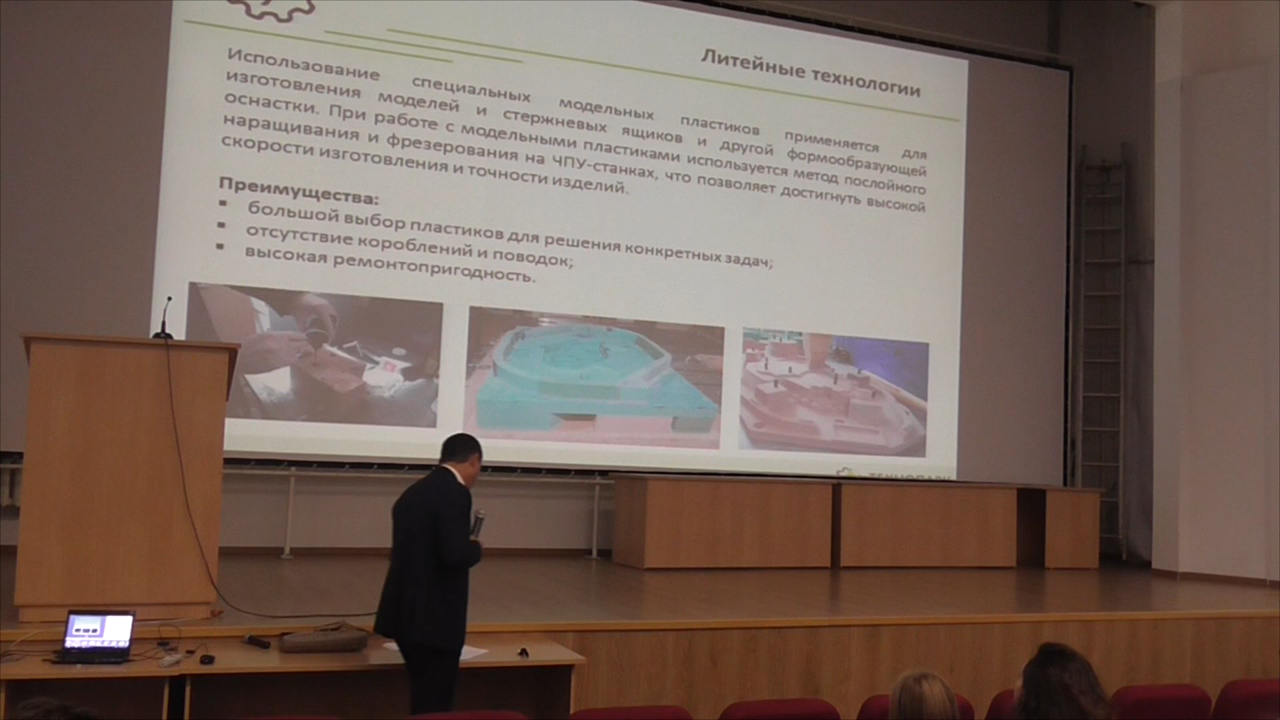 Литейные технологии
Использование специальных модельных пластиков применяется для
изготовления моделей и стержневых ящиков и другой формообразующей
оснастки. При работе с модельными пластиками используется метод послойного
наращивания и фрезерования на ЧПУ-станках, что позволяет достигнуть высокой
скорости изготовления и точности изделий.
Преимущества:
▪ большой выбор пластиков для решения конкретных задач;
▪ отсутствие короблений и поводок;
▪ высокая ремонтопригодность.
ТЕХНОПАРК